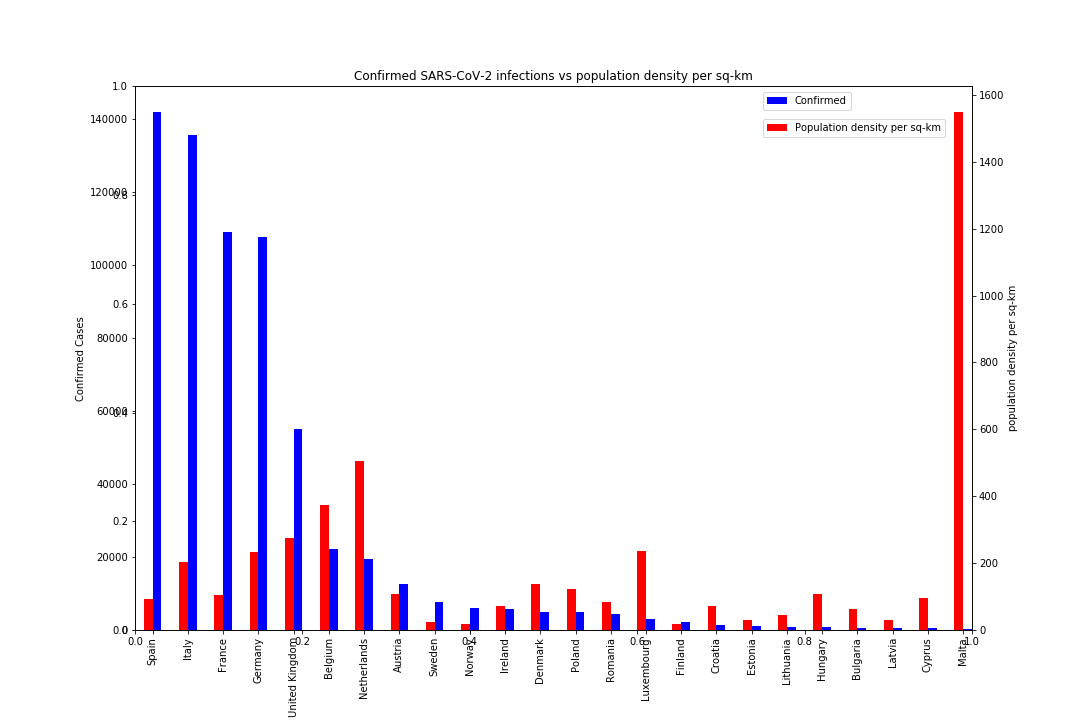 Confirmed SARS-CoV-2 infections vs population density per sq-km
Confirmed
Population density per sq-km
1.0
140000
120000
0.8
100000
0.6
80000
60000
0.4
40000
0.2
20000
0
0.0
Confirmed Cases
1600
1400
1200
1000
800
600
400
200
0
population density per sq-km
0.0
0.2
0.4
0.6
0.8
1.0
Spain
Italy
France
Germany
United Kingdom
Belgium
Netherlands
Austria
Sweden
Norway
Ireland
Denmark
Poland
Romania
Luxembourg
Finland
Croatia
Estonia
Lithuania
Hungary
Bulgaria
Latvia
Cyprus
Malta